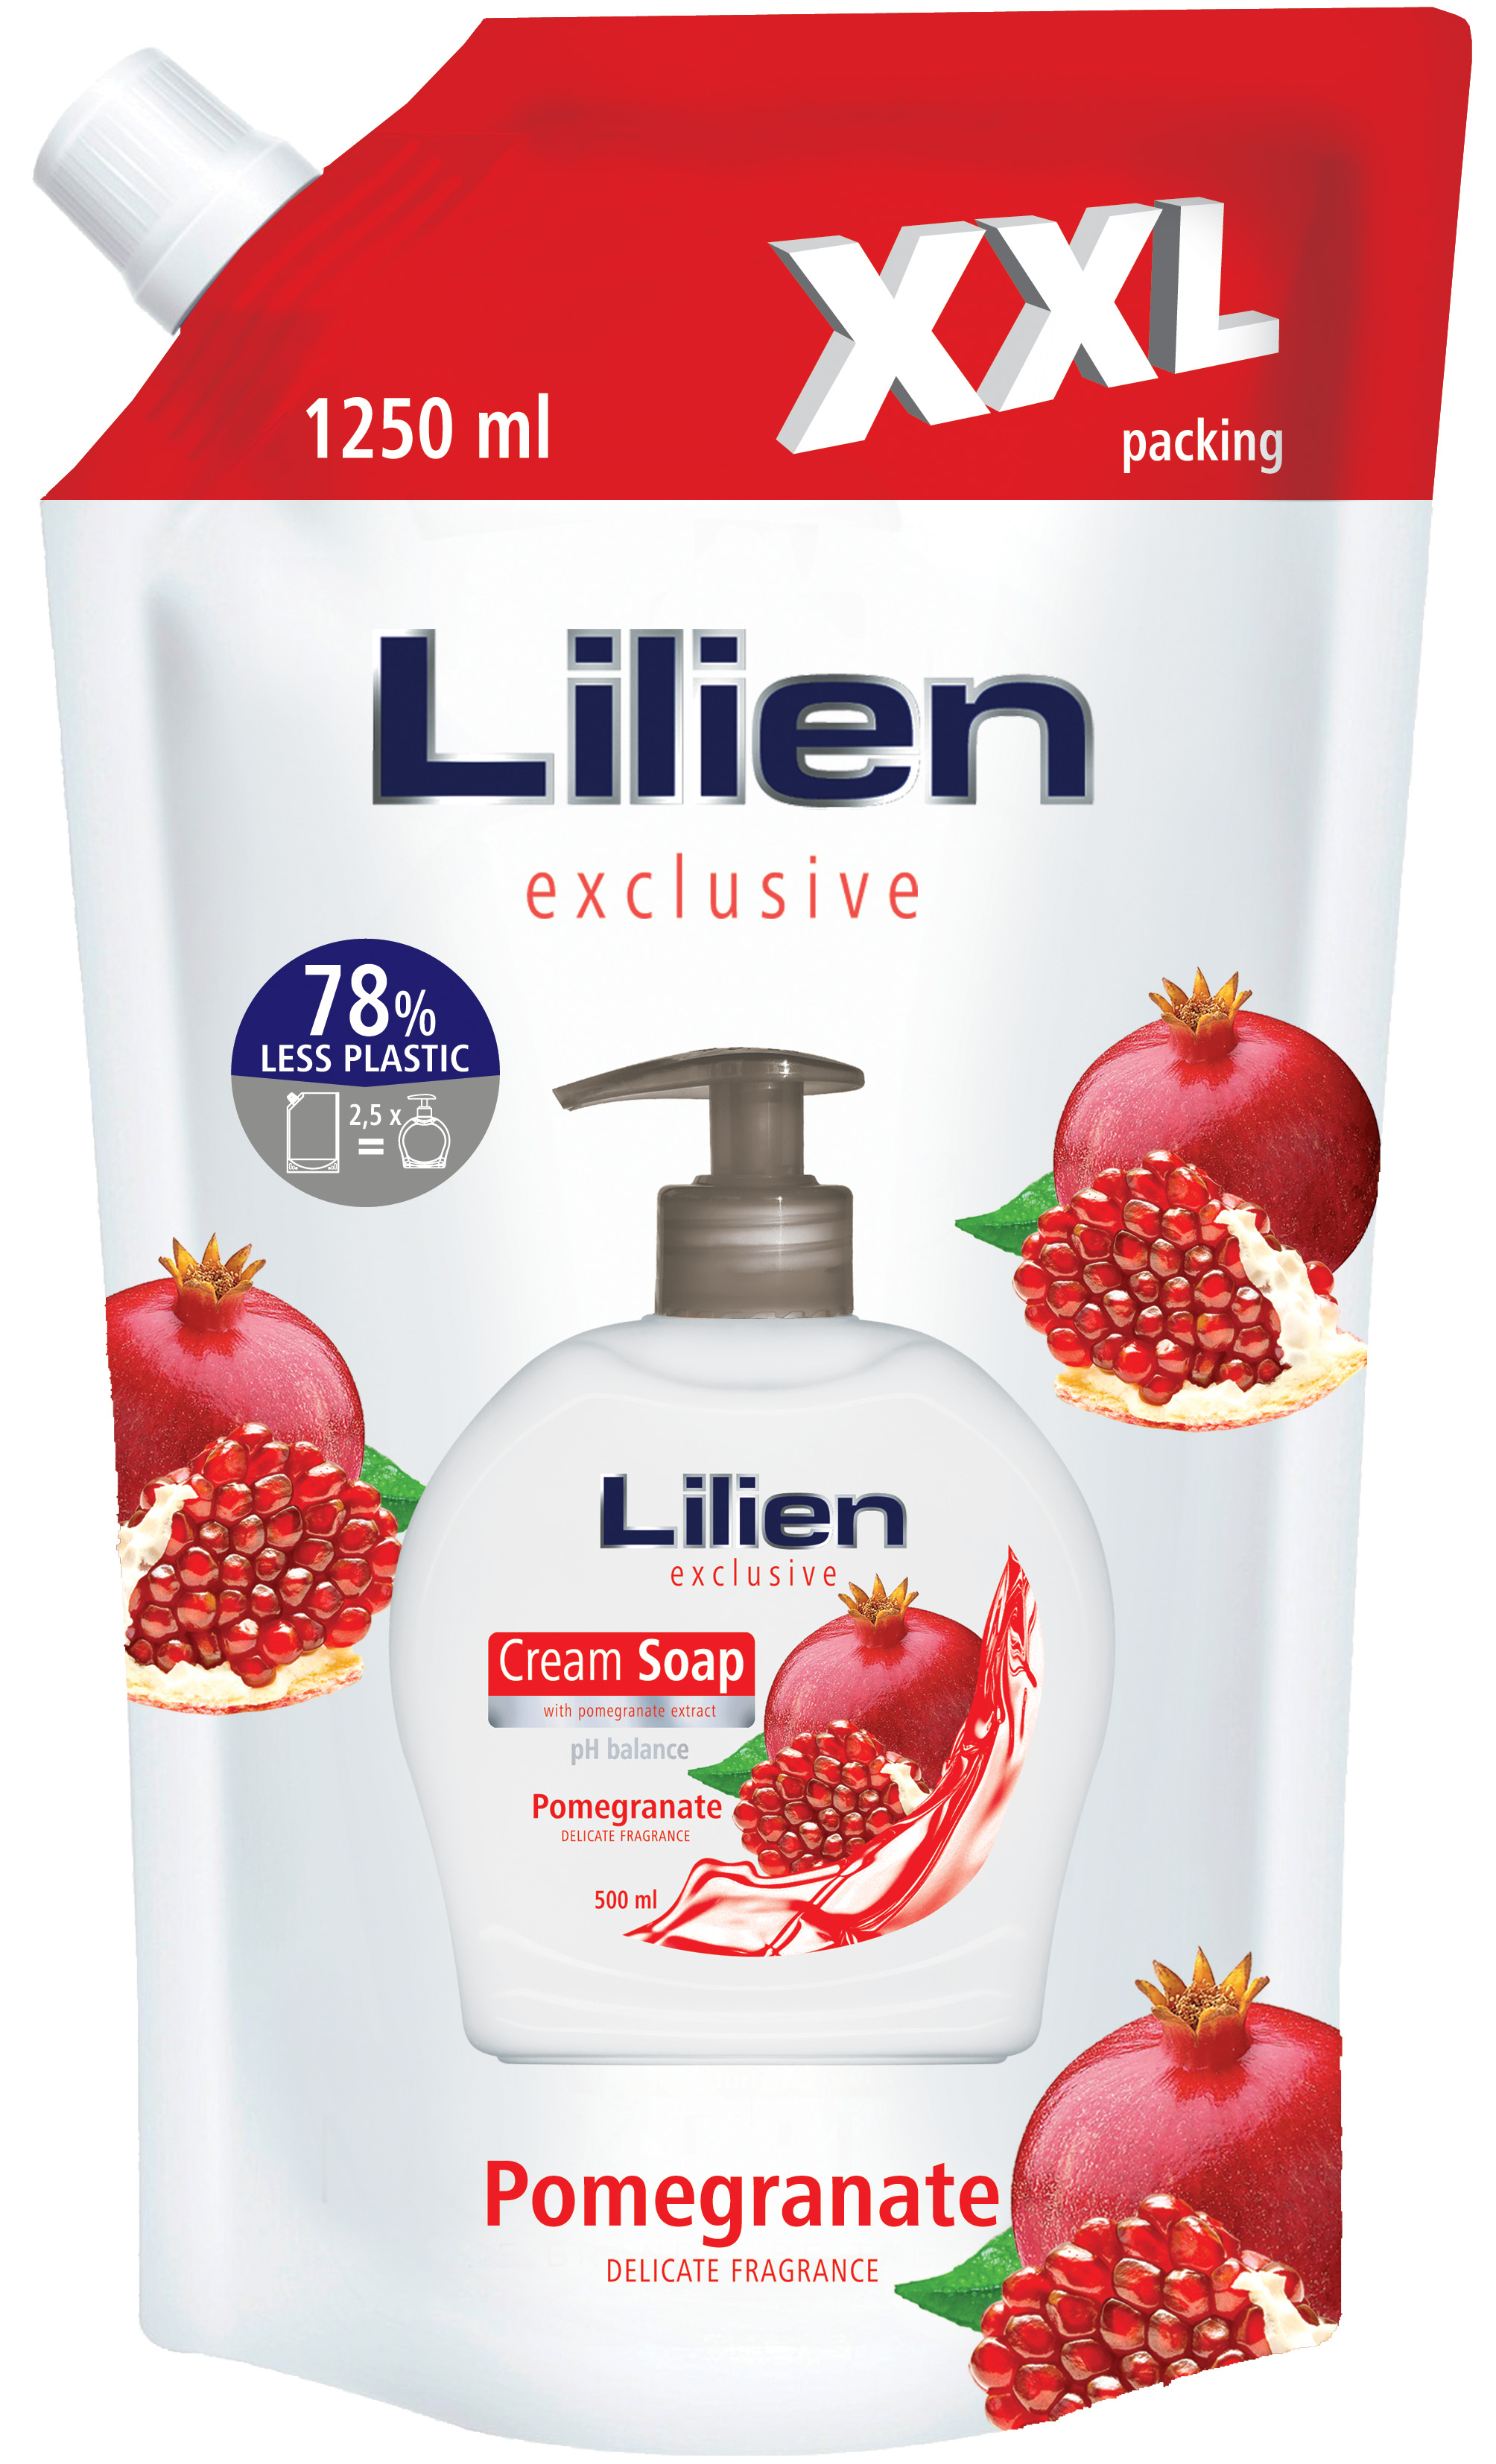 XXL
packing
1250 ml
Lilien
exclusive
78%
LESS PLASTIC
2,5 x
=
Lilien
exclusive
Cream Soap
with pomegranate extract
pH balance
Pomegranate
DELICATE FRAGRANCE
500 ml
Pomegranate
DELICATE FRAGRANCE